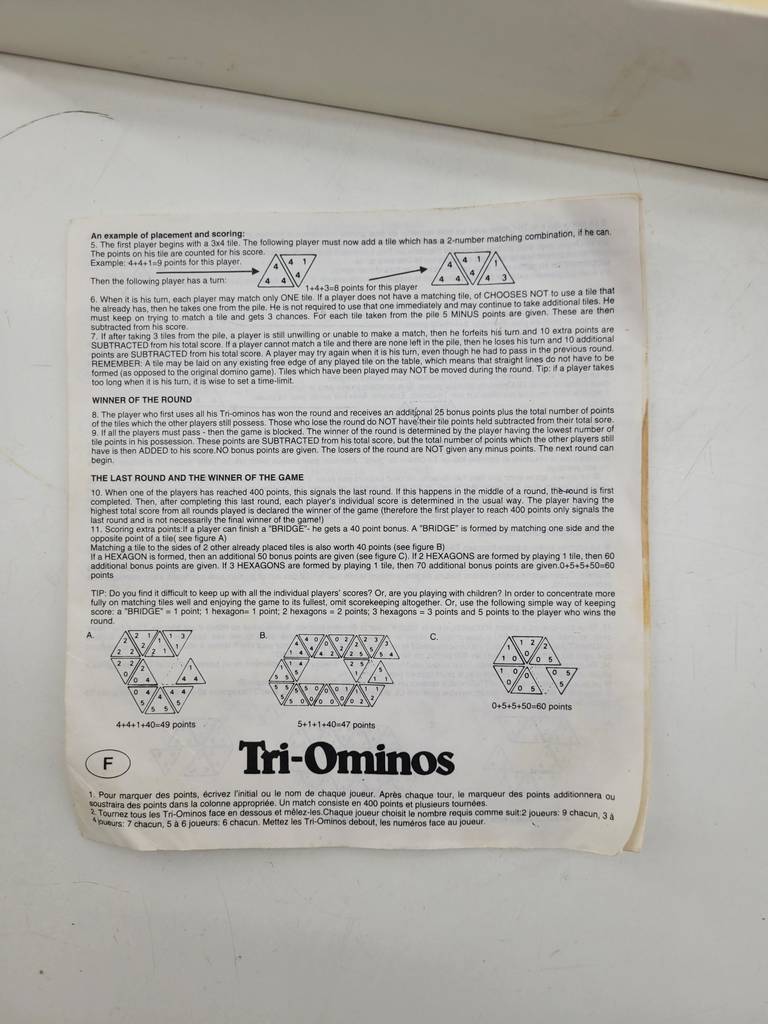 An example of placement and scoring:
5. The first player begins with a 3x4 tile. The following player must now add a tile which has a 2-number matching combination, if he can.
The points on his tile are counted for his score.
Example: 4+4+1=9 points for this player.
4 4 1
4
4 4
4 4 1 1
4
4 4 4 3
Then the following player has a turn:
1+4+3=8 points for this player
6. When it is his turn, each player may match only ONE tile. If a player does not have a matching tile, of CHOOSES NOT to use a tile that
he already has, then he takes one from the pile. He is not required to use that one immediately and may continue to take additional tiles. He
must keep on trying to match a tile and gets 3 chances. For each tile taken from the pile 5 MINUS points are given. These are then
subtracted from his score.
7. If after taking 3 tiles from the pile, a player is still unwilling or unable to make a match, then he forfeits his turn and 10 extra points are
SUBTRACTED from his total score. If a player cannot match a tile and there are none left in the pile, then he loses his turn and 10 additional
points are SUBTRACTED from his total score. A player may try again when it is his turn, even though he had to pass in the previous round.
REMEMBER: A tile may be laid on any existing free edge of any played tile on the table, which means that straight lines do not have to be
formed (as opposed to the original domino game). Tiles which have been played may NOT be moved during the round. Tip: if a player takes
too long when it is his turn, it is wise to set a time-limit.
WINNER OF THE ROUND
8. The player who first uses all his Tri-ominos has won the round and receives an additional 25 bonus points plus the total number of points
of the tiles which the other players still possess. Those who lose the round do NOT have their tile points held subtracted from their total sore.
9. If all the players must pass - then the game is blocked. The winner of the round is determined by the player having the lowest number of
tile points in his possession. These points are SUBTRACTED from his total score, but the total number of points which the other players still
have is then ADDED to his score.NO bonus points are given. The losers of the round are NOT given any minus points. The next round can
begin.
THE LAST ROUND AND THE WINNER OF THE GAME
10. When one of the players has reached 400 points, this signals the last round. If this happens in the middle of a round, the round is first
completed. Then, after completing this last round, each player's individual score is determined in the usual way. The player having the
highest total score from all rounds played is declared the winner of the game (therefore the first player to reach 400 points only signals the
last round and is not necessarily the final winner of the game!)
11. Scoring extra points:If a player can finish a "BRIDGE"- he gets a 40 point bonus. A "BRIDGE" is formed by matching one side and the
opposite point of a tile( see figure A)
Matching a tile to the sides of 2 other already placed tiles is also worth 40 points (see figure B)
If a HEXAGON is formed, then an additional 50 bonus points are given (see figure C). If 2 HEXAGONS are formed by playing 1 tile, then 60
additional bonus points are given. If 3 HEXAGONS are formed by playing 1 tile, then 70 additional bonus points are given.0+5+5+50=60
points
TIP: Do you find it difficult to keep up with all the individual players' scores? Or, are you playing with children? In order to concentrate more
fully on matching tiles well and enjoying the game to its fullest, omit scorekeeping altogether. Or, use the following simple way of keeping
score: a "BRIDGE" = 1 point; 1 hexagon= 1 point; 2 hexagons = 2 points; 3 hexagons = 3 points and 5 points to the player who wins the
round.
A. B. C.
4+4+1+40=49 points 5+1+1+40=47 points 0+5+5+50=60 points
F
Tri-Ominos
1. Pour marquer des points, écrivez l'initial ou le nom de chaque joueur. Après chaque tour, le marqueur des points additionnera ou
soustraira des points dans la colonne appropriée. Un match consiste en 400 points et plusieurs tournées.
2. Tournez tous les Tri-Ominos face en dessous et mêlez-les.Chaque joueur choisit le nombre requis comme suit:2 joueurs: 9 chacun, 3 à
4 joueurs: 7 chacun, 5 à 6 joueurs: 6 chacun. Mettez les Tri-Ominos debout, les numéros face au joueur.